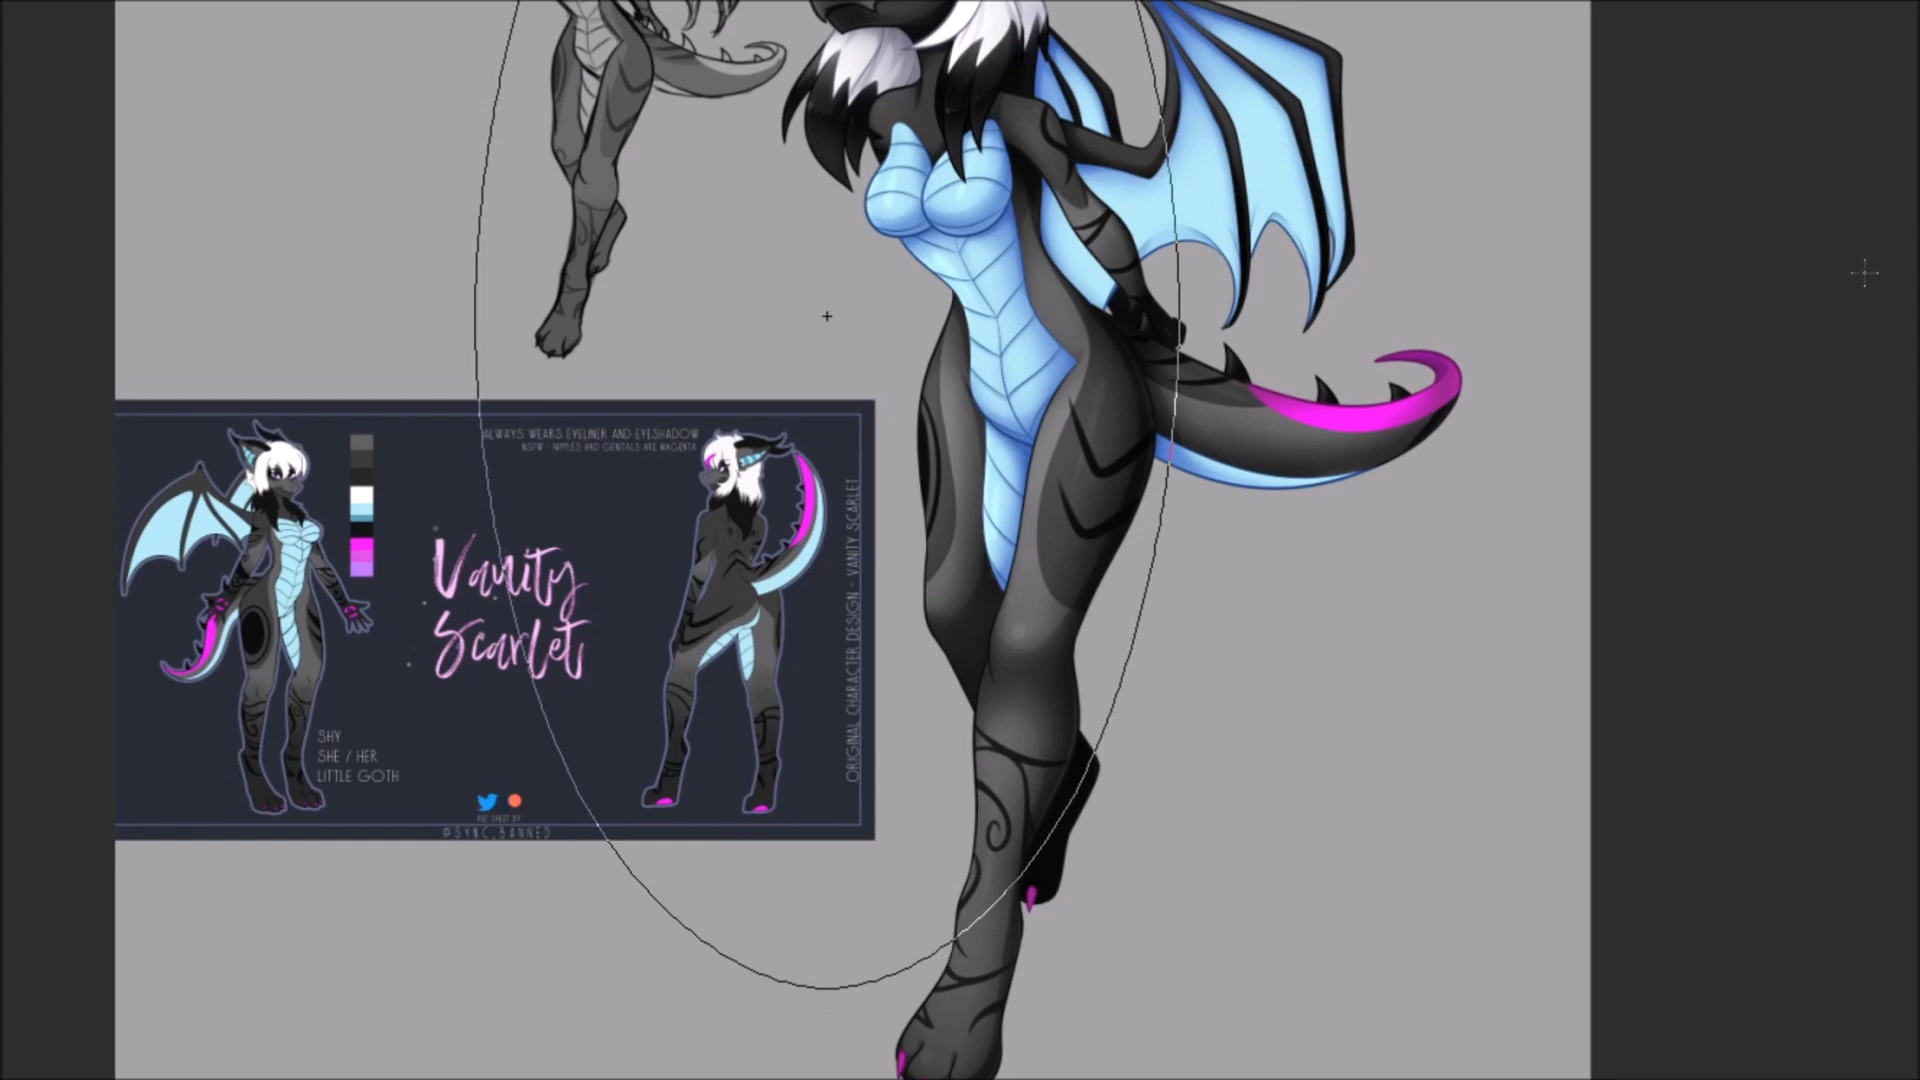 ALWAYS WEARS EYELINER AND EYESHADOW
NSFW - NIPPLES AND GENITALS ARE MAGENTA
Vanity
Scarlet
SHY
SHE / HER
LITTLE GOTH
REF SHEET BY
@SYNC_BANNED
ORIGINAL CHARACTER DESIGN - VANITY SCARLET